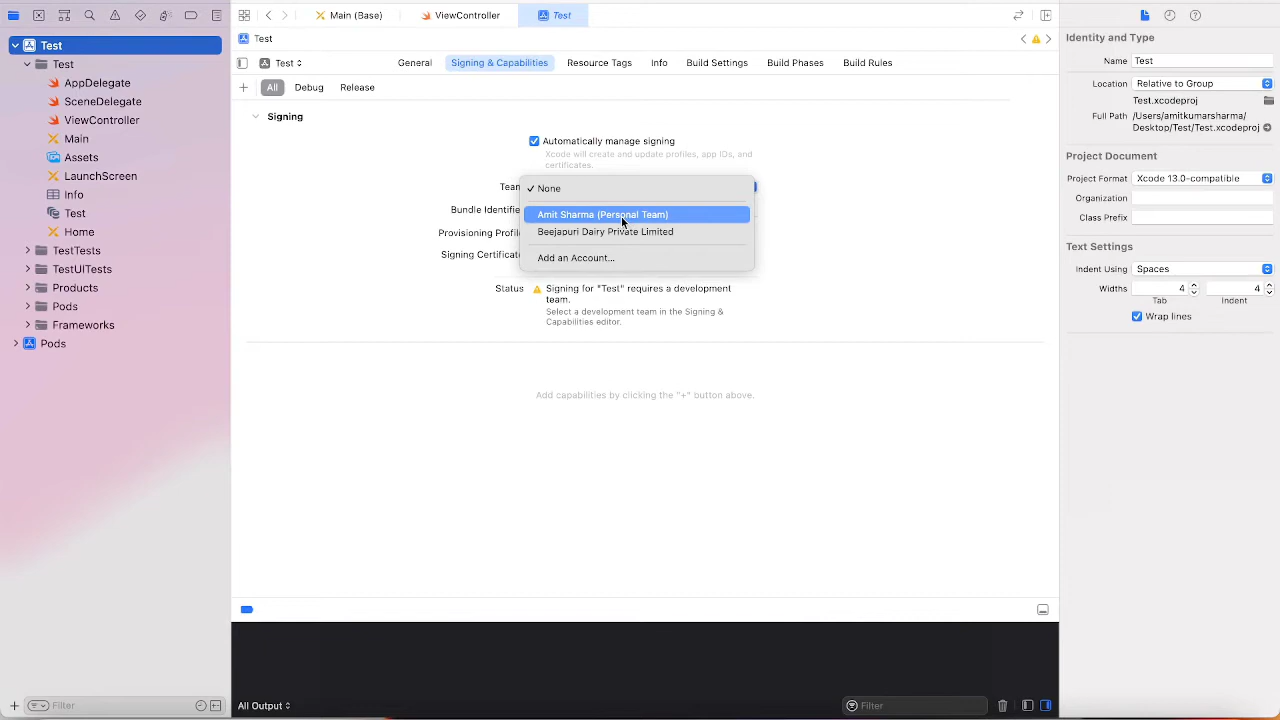 Main (Base)
ViewController
Test
Test
Test
AppDelegate
SceneDelegate
ViewController
Main
Assets
LaunchScreen
Info
Test
Home
TestTests
TestUITests
Products
Pods
Frameworks
Pods
Filter
Test
Test
General
Signing & Capabilities
Resource Tags
Info
Build Settings
Build Phases
Build Rules
All
Debug
Release
Signing
Automatically manage signing
Xcode will create and update profiles, app IDs, and
certificates.
Team
None
Amit Sharma (Personal Team)
Beejapuri Dairy Private Limited
Add an Account...
Bundle Identifie
Provisioning Profile
Signing Certificate
Status
Signing for "Test" requires a development
team.
Select a development team in the Signing &
Capabilities editor.
Add capabilities by clicking the "+" button above.
All Output
Filter
Identity and Type
Name Test
Location Relative to Group
Test.xcodeproj
Full Path /Users/amitkumarsharma/
Desktop/Test/Test.xcodeproj
Project Document
Project Format Xcode 13.0-compatible
Organization
Class Prefix
Text Settings
Indent Using Spaces
Widths 4 4
Tab Indent
Wrap lines